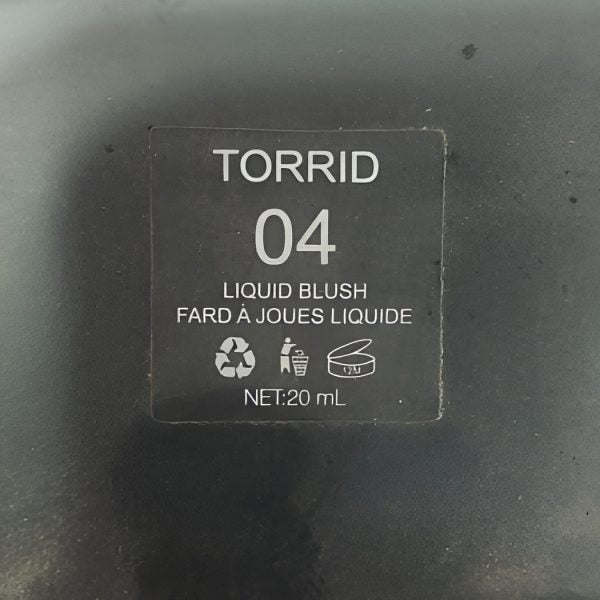 TORRID
04
LIQUID BLUSH
FARD À JOUES LIQUIDE
NET:20 mL